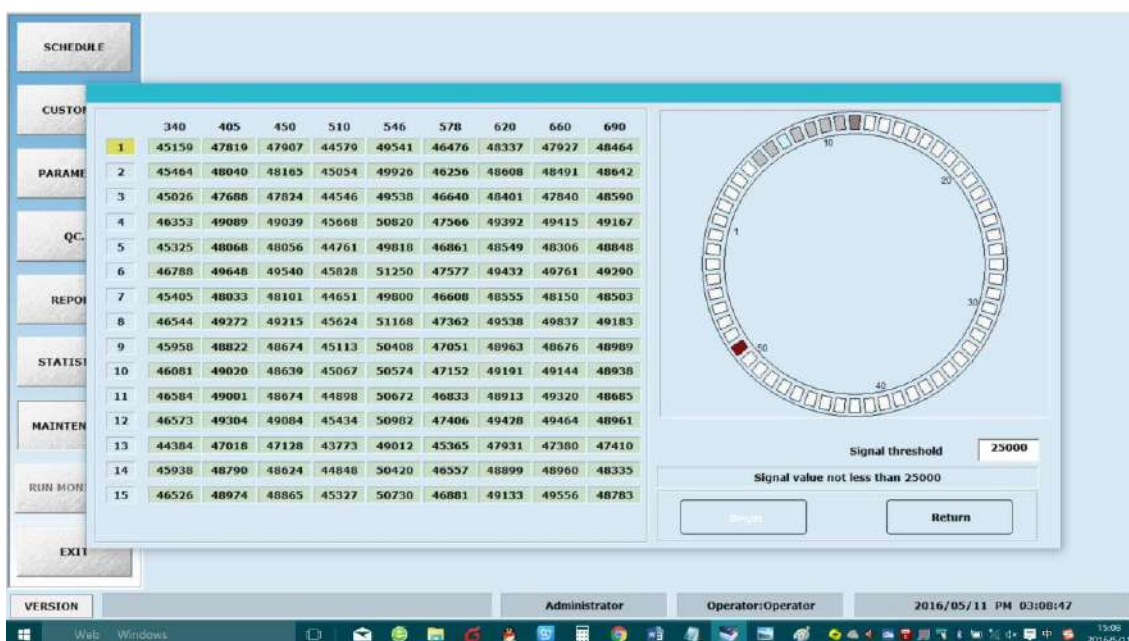 SCHEDULE
CUSTO
PARAME
QC.
REPO
STATIST
MAINTEN
RUN MON
EXIT
340 405 450 510 546 578 620 660 690
1 45159 47819 47907 44579 49541 46476 48337 47927 48464
2 45464 48040 48165 45054 49926 46256 48608 48491 48642
3 45026 47688 47824 44546 49538 46640 48401 47840 48590
4 46353 49089 49039 45668 50820 47566 49392 49415 49167
5 45325 48068 48056 44761 49818 46861 48549 48306 48848
6 46788 49648 49540 45828 51250 47577 49432 49761 49290
7 45405 48033 48101 44651 49800 46608 48555 48150 48503
8 46544 49272 49215 45624 51168 47362 49538 49837 49183
9 45958 48822 48674 45113 50408 47051 48963 48676 48989
10 46081 49020 48639 45067 50574 47152 49191 49144 48938
11 46584 49001 48674 44898 50672 46833 48913 49320 48685
12 46573 49304 49084 45434 50982 47406 49428 49464 48961
13 44384 47018 47128 43773 49012 45365 47931 47380 47410
14 45938 48790 48624 44848 50420 46557 48899 48960 48335
15 46526 48974 48865 45327 50730 46881 49133 49556 48783
10
20
1
30
50
40
Signal threshold 25000
Signal value not less than 25000
Begin Return
VERSION Administrator Operator:Operator 2016/05/11 PM 03:08:47
Web Windows 中 15:08